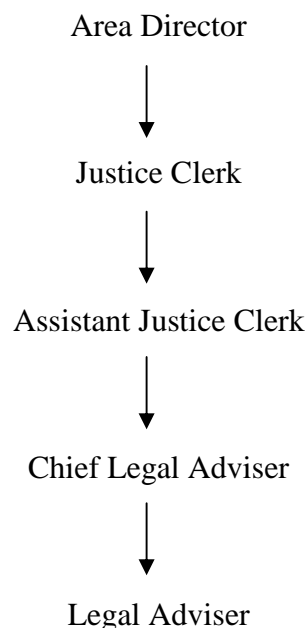 Area Director
Justice Clerk
Assistant Justice Clerk
Chief Legal Adviser
Legal Adviser